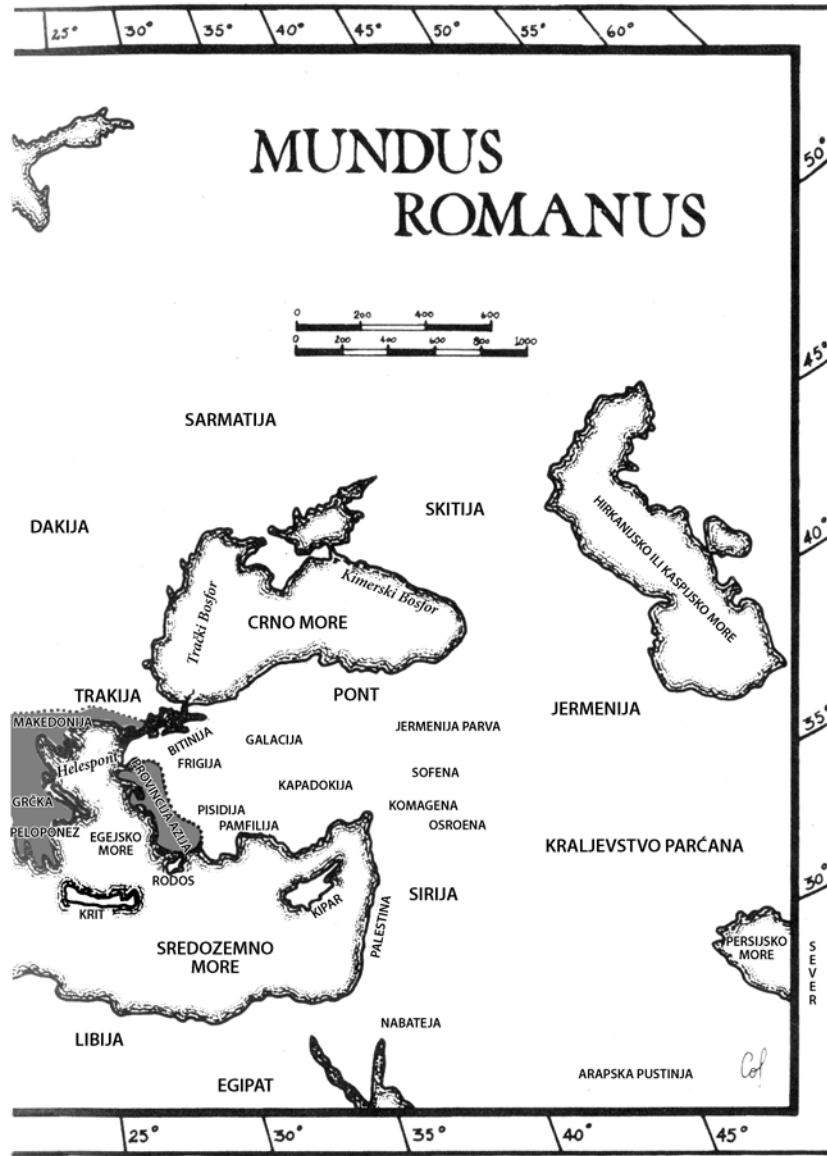 25° 30° 35° 40° 45° 50° 55° 60°
MUNDUS
ROMANUS
50°
0 200 400 600
0 200 400 600 800 1000
45°
SARMATIJA
SKITIJA
DAKIJA
HIRKANIJSKO ILI KASPIJSKO MORE
40°
Trački Bosfor
Kimerski Bosfor
CRNO MORE
TRAKIJA
PONT
JERMENIJA
MAKEDONIJA
BITINIJA
GALACIJA
JERMENIJA PARVA
35°
Helespont
FRIGIJA
PROVINCIJA AZIJA
KAPADOKIJA
SOFENA
GRČKA
PISIDIJA
KOMAGENA
PELOPONEZ
EGEJSKO
MORE
PAMFILIJA
OSROENA
KRALJEVSTVO PARĆANA
RODOS
30°
KRIT
KIPAR
SIRIJA
PALESTINA
SREDOZEMNO
MORE
PERSIJSKO
MORE
SEVER
NABATEJA
LIBIJA
EGIPAT
ARAPSKA PUSTINJA
Col
25° 30° 35° 40° 45°